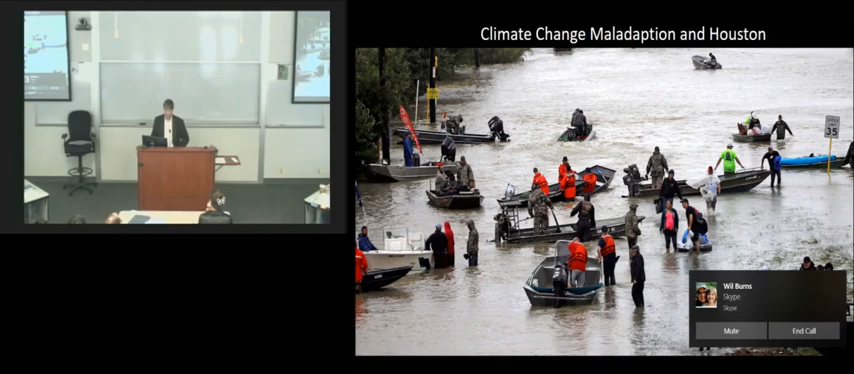 Climate Change Maladaption and Houston
35
Wil Burns
Skype
Skype
Mute
End Call